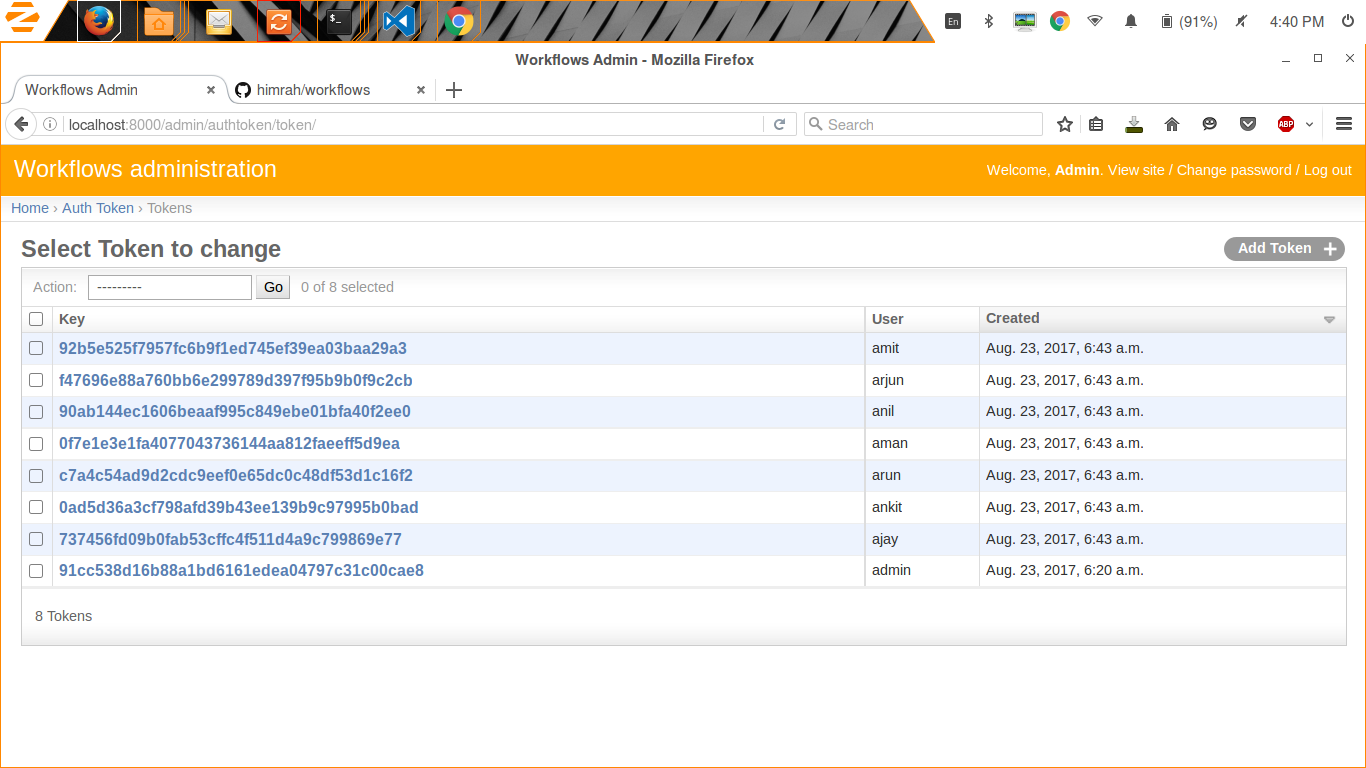 En (91%) 4:40 PM
Workflows Admin - Mozilla Firefox
Workflows Admin himrah/workflows
localhost:8000/admin/authtoken/token/ Search ABP
Workflows administration Welcome, Admin. View site / Change password / Log out
Home › Auth Token › Tokens
Select Token to change Add Token
Action: --------- Go 0 of 8 selected
Key User Created
92b5e525f7957fc6b9f1ed745ef39ea03baa29a3 amit Aug. 23, 2017, 6:43 a.m.
f47696e88a760bb6e299789d397f95b9b0f9c2cb arjun Aug. 23, 2017, 6:43 a.m.
90ab144ec1606beaaf995c849ebe01bfa40f2ee0 anil Aug. 23, 2017, 6:43 a.m.
0f7e1e3e1fa4077043736144aa812faeeff5d9ea aman Aug. 23, 2017, 6:43 a.m.
c7a4c54ad9d2cdc9eef0e65dc0c48df53d1c16f2 arun Aug. 23, 2017, 6:43 a.m.
0ad5d36a3cf798afd39b43ee139b9c97995b0bad ankit Aug. 23, 2017, 6:43 a.m.
737456fd09b0fab53cffc4f511d4a9c799869e77 ajay Aug. 23, 2017, 6:43 a.m.
91cc538d16b88a1bd6161edea04797c31c00cae8 admin Aug. 23, 2017, 6:20 a.m.
8 Tokens